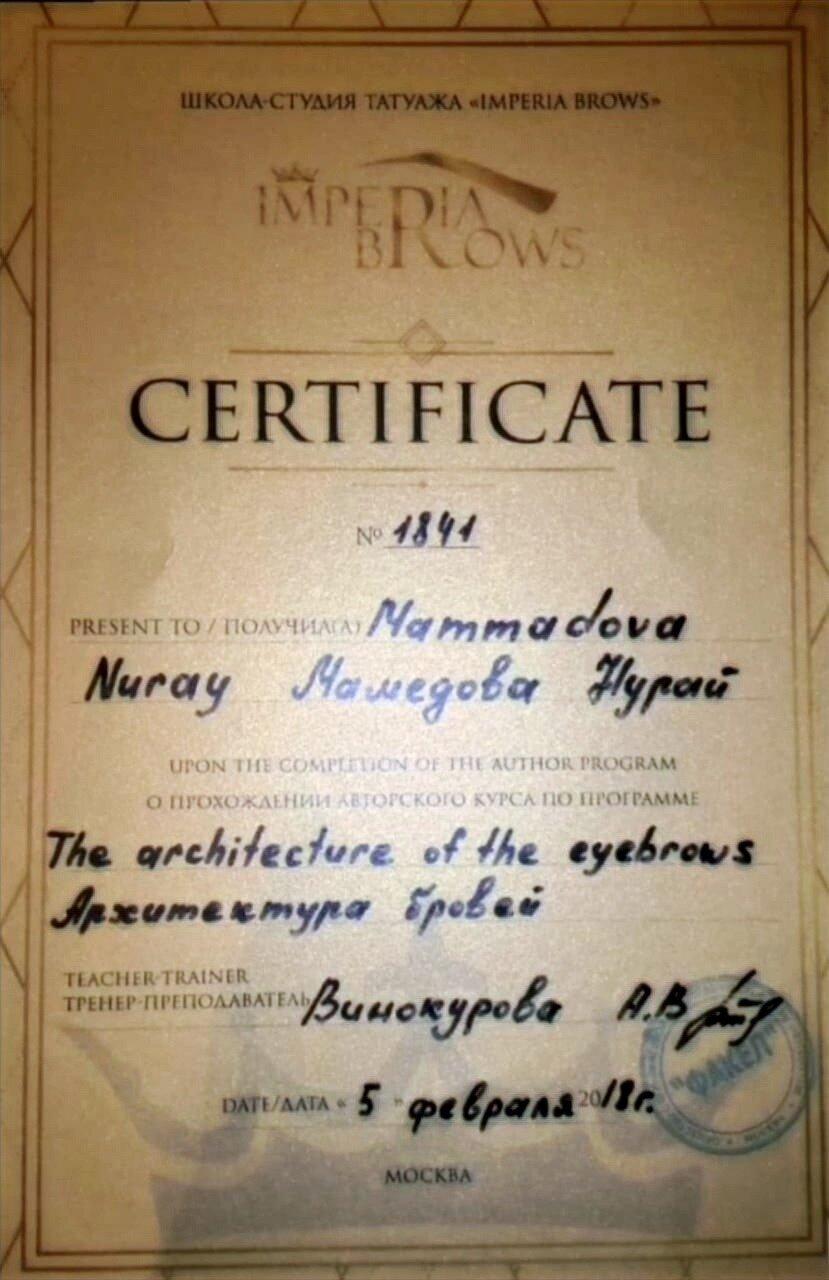 ШКОЛА-СТУДИЯ ТАТУАЖА «IMPERIA BROWS»
IMPERIA
BROWS
CERTIFICATE
№ 1841
PRESENT TO / ПОЛУЧИЛ(А) Mammadova
Nuray Мамедова Нурай
UPON THE COMPLETION OF THE AUTHOR PROGRAM
О ПРОХОЖДЕНИИ АВТОРСКОГО КУРСА ПО ПРОГРАММЕ
The architecture of the eyebrows
Архитектура бровей
TEACHER-TRAINER
ТРЕНЕР-ПРЕПОДАВАТЕЛЬ Винокурова А.В
"ФАКЕЛ"
DATE/ДАТА « 5 » февраля 2018г.
МОСКВА